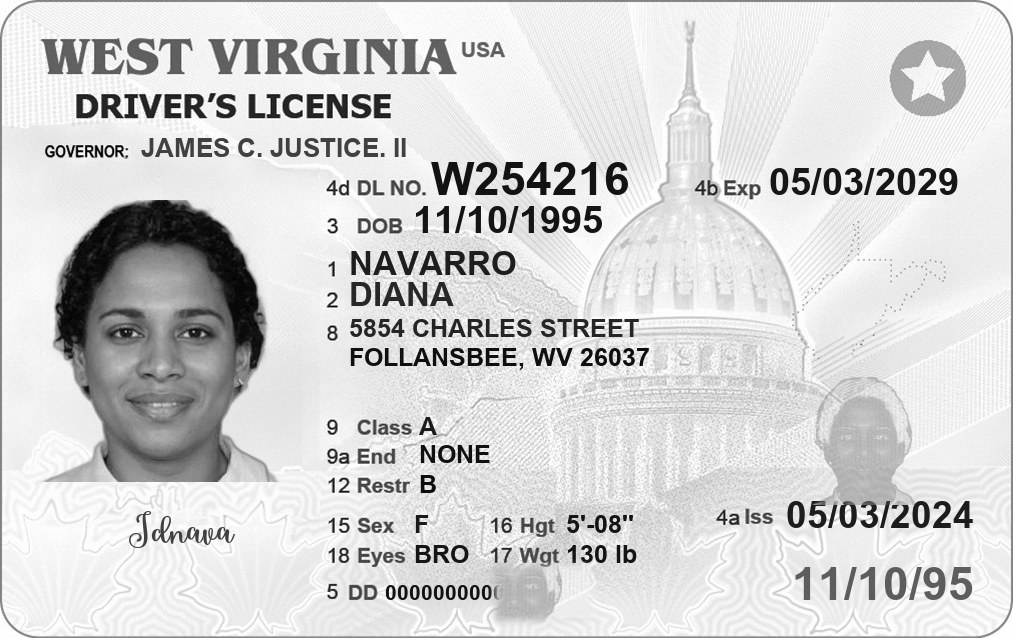 WEST VIRGINIA USA
DRIVER'S LICENSE
GOVERNOR; JAMES C. JUSTICE. II
4d DL NO. W254216 4b Exp 05/03/2029
3 DOB 11/10/1995
1 NAVARRO
2 DIANA
8 5854 CHARLES STREET
FOLLANSBEE, WV 26037
9 Class A
9a End NONE
12 Restr B
15 Sex F 16 Hgt 5'-08" 4a Iss 05/03/2024
18 Eyes BRO 17 Wgt 130 lb
Jdnava
5 DD 0000000000
11/10/95